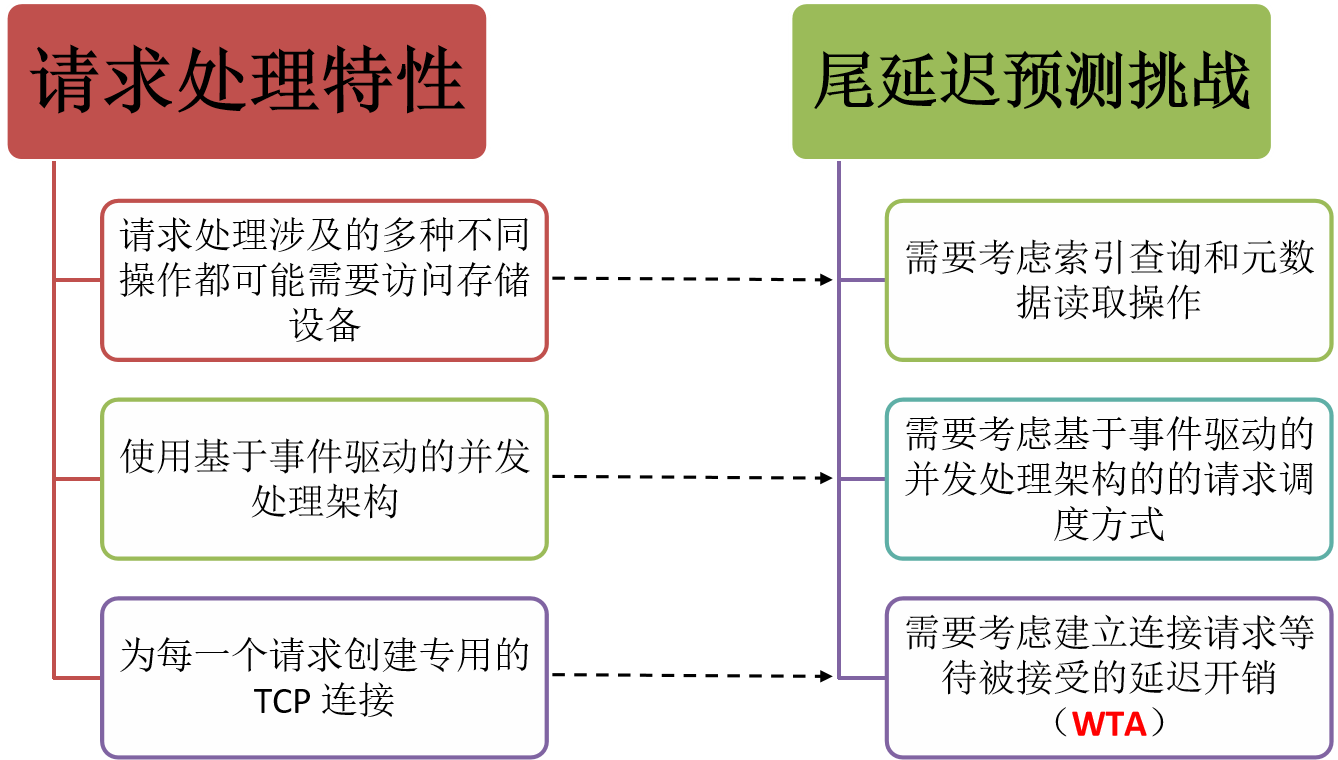 请求处理特性
请求处理涉及的多种不同
操作都可能需要访问存储
设备
使用基于事件驱动的并发
处理架构
为每一个请求创建专用的
TCP 连接
尾延迟预测挑战
需要考虑索引查询和元数
据读取操作
需要考虑基于事件驱动的
并发处理架构的的请求调
度方式
需要考虑建立连接请求等
待被接受的延迟开销
（WTA）